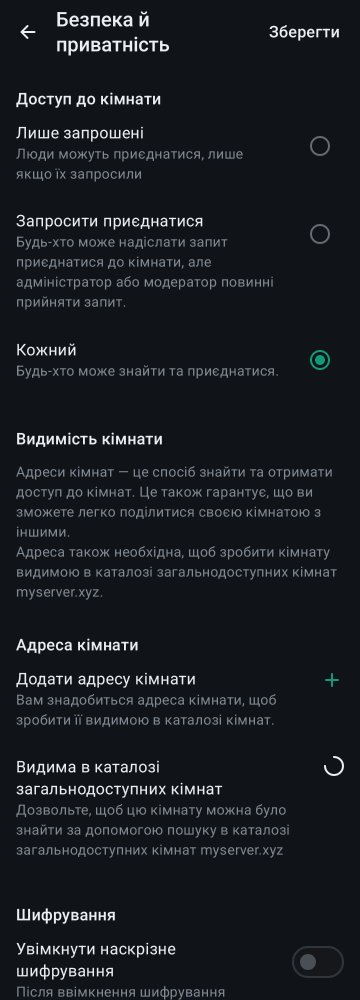 Безпека й
приватність
Зберегти
Доступ до кімнати
Лише запрошені
Люди можуть приєднатися, лише
якщо їх запросили
Запросити приєднатися
Будь-хто може надіслати запит
приєднатися до кімнати, але
адміністратор або модератор повинні
прийняти запит.
Кожний
Будь-хто може знайти та приєднатися.
Видимість кімнати
Адреси кімнат — це спосіб знайти та отримати
доступ до кімнат. Це також гарантує, що ви
зможете легко поділитися своєю кімнатою з
іншими.
Адреса також необхідна, щоб зробити кімнату
видимою в каталозі загальнодоступних кімнат
myserver.xyz.
Адреса кімнати
Додати адресу кімнати
Вам знадобиться адреса кімнати, щоб
зробити її видимою в каталозі кімнат.
Видима в каталозі
загальнодоступних кімнат
Дозвольте, щоб цю кімнату можна було
знайти за допомогою пошуку в каталозі
загальнодоступних кімнат myserver.xyz
Шифрування
Увімкнути наскрізне
шифрування
Після ввімкнення шифрування